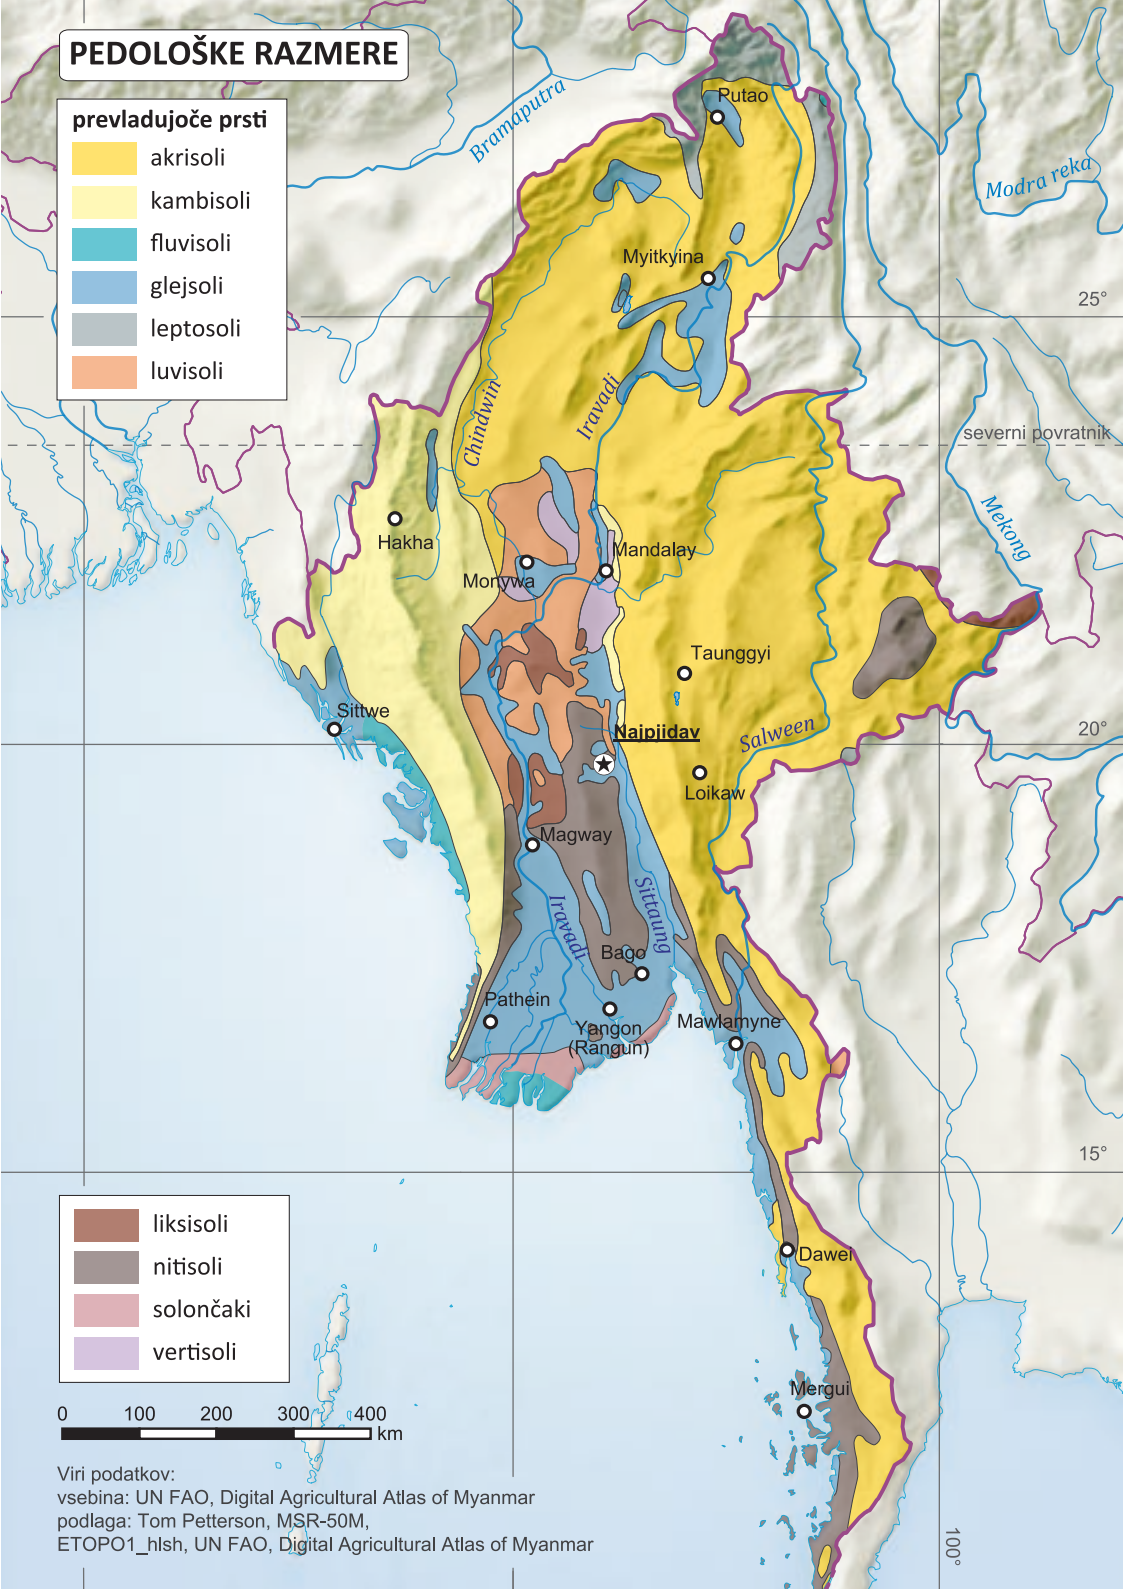 PEDOLOŠKE RAZMERE
prevladujoče prsti
akrisoli
kambisoli
fluvisoli
glejsoli
leptosoli
luvisoli
Bramaputra
Putao
Modra reka
Myitkyina
25°
Chindwin
Iravadi
severni povratnik
Mekong
Hakha
Monywa
Mandalay
Taunggyi
Sittwe
Najpjidav
Salween
20°
Loikaw
Magway
Iravadi
Sittaung
Bago
Pathein
Yangon
(Rangun)
Mawlamyne
15°
liksisoli
nitisoli
solončaki
vertisoli
Dawei
Mergui
0 100 200 300 400
km
Viri podatkov:
vsebina: UN FAO, Digital Agricultural Atlas of Myanmar
podlaga: Tom Petterson, MSR-50M,
ETOPO1_hlsh, UN FAO, Digital Agricultural Atlas of Myanmar
100°